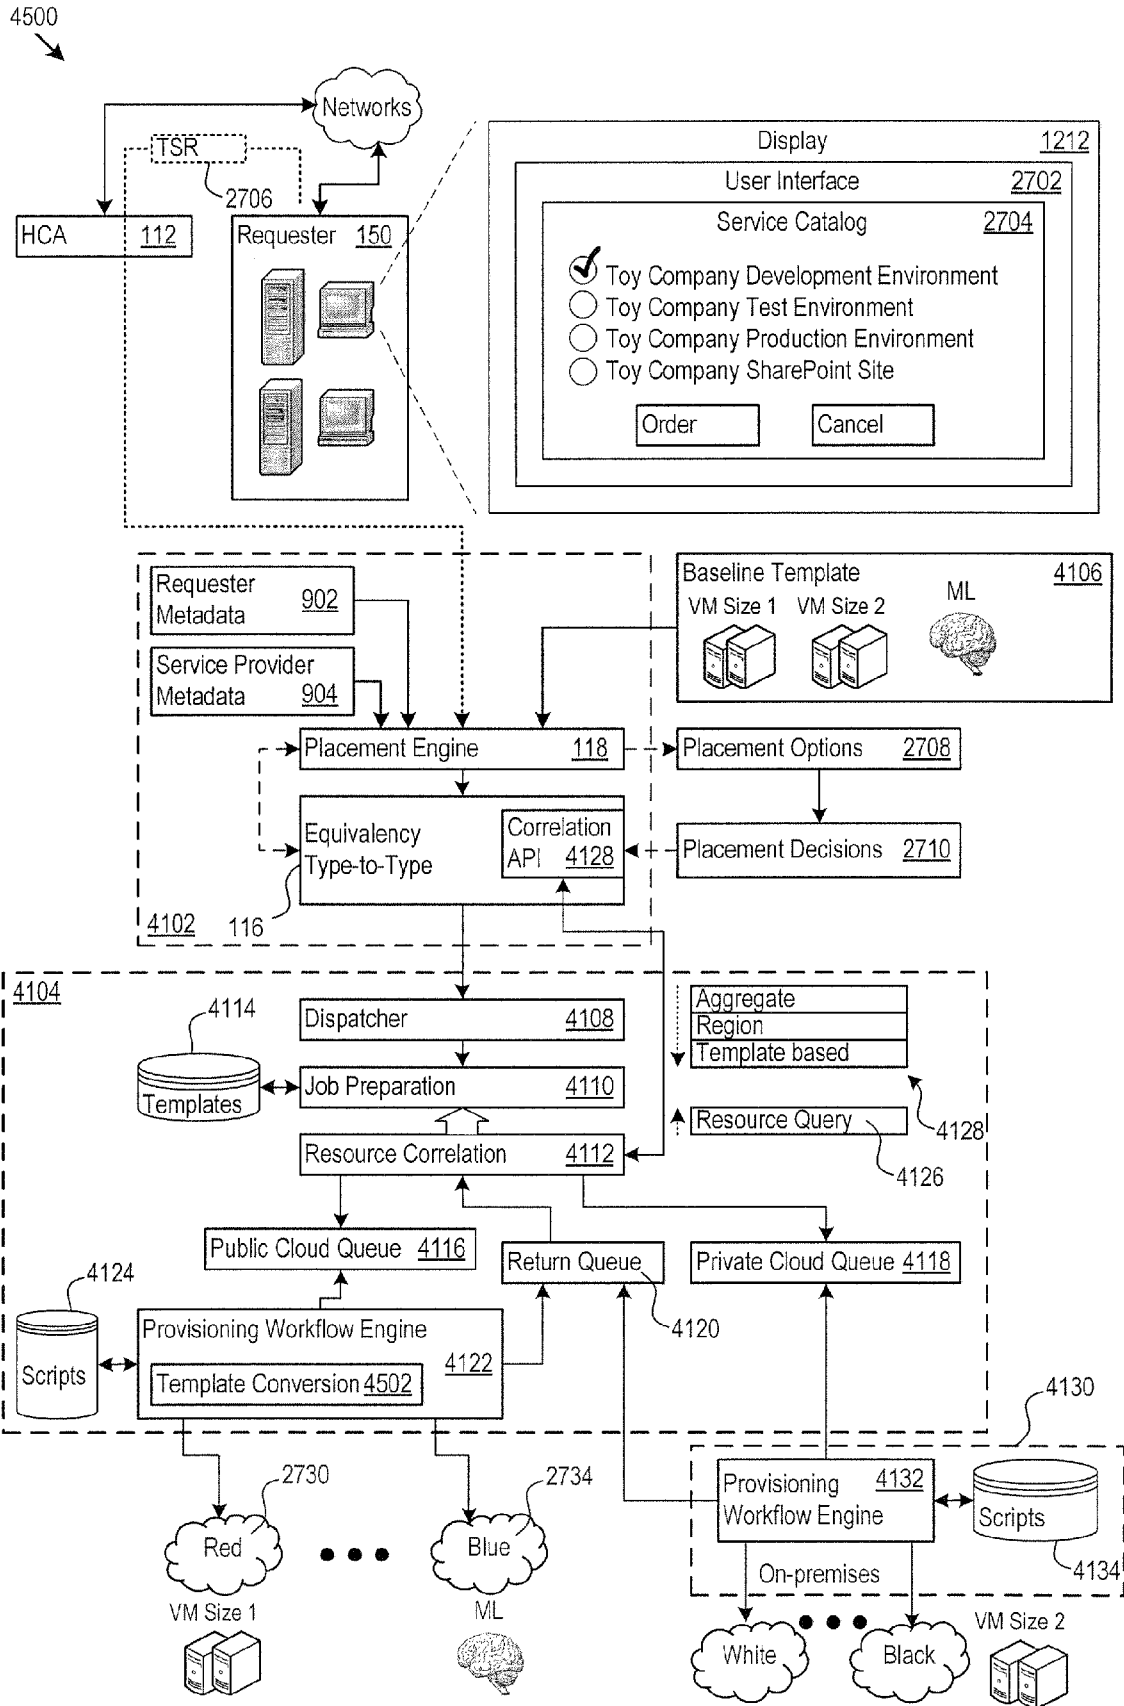 4500
Networks
TSR
2706
HCA 112
Requester 150
Display 1212
User Interface 2702
Service Catalog 2704
Toy Company Development Environment
Toy Company Test Environment
Toy Company Production Environment
Toy Company SharePoint Site
Order
Cancel
Requester
Metadata
902
Service Provider
Metadata
904
Baseline Template 4106
VM Size 1
VM Size 2
ML
Placement Engine 118
Placement Options 2708
Equivalency
Type-to-Type
Correlation
API 4128
Placement Decisions 2710
4102
116
4104
4114
Templates
Dispatcher 4108
Job Preparation 4110
Resource Correlation 4112
Aggregate
Region
Template based
4128
Resource Query
4126
Public Cloud Queue 4116
Return Queue
4120
Private Cloud Queue 4118
4124
Scripts
Provisioning Workflow Engine
4122
Template Conversion 4502
4130
2730
Red
2734
Blue
Provisioning
Workflow Engine
4132
Scripts
4134
On-premises
VM Size 1
ML
White
Black
VM Size 2